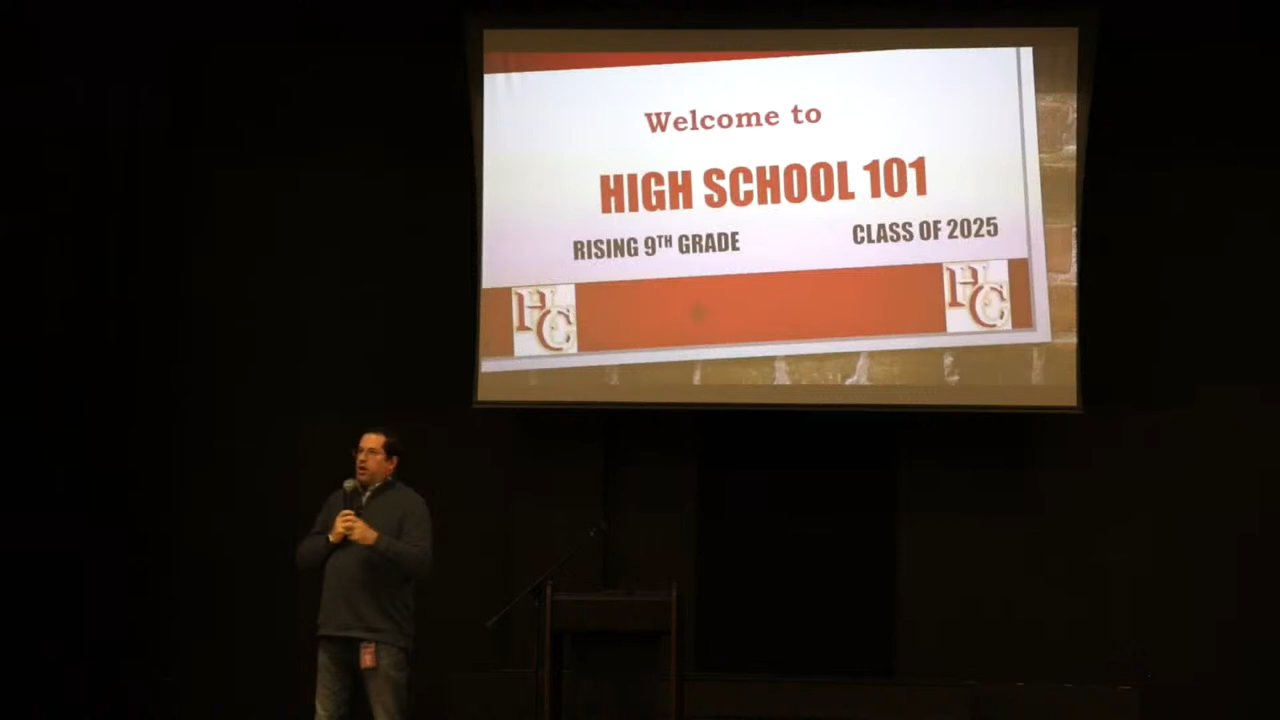 Welcome to
HIGH SCHOOL 101
RISING 9TH GRADE
CLASS OF 2025
HC
HC